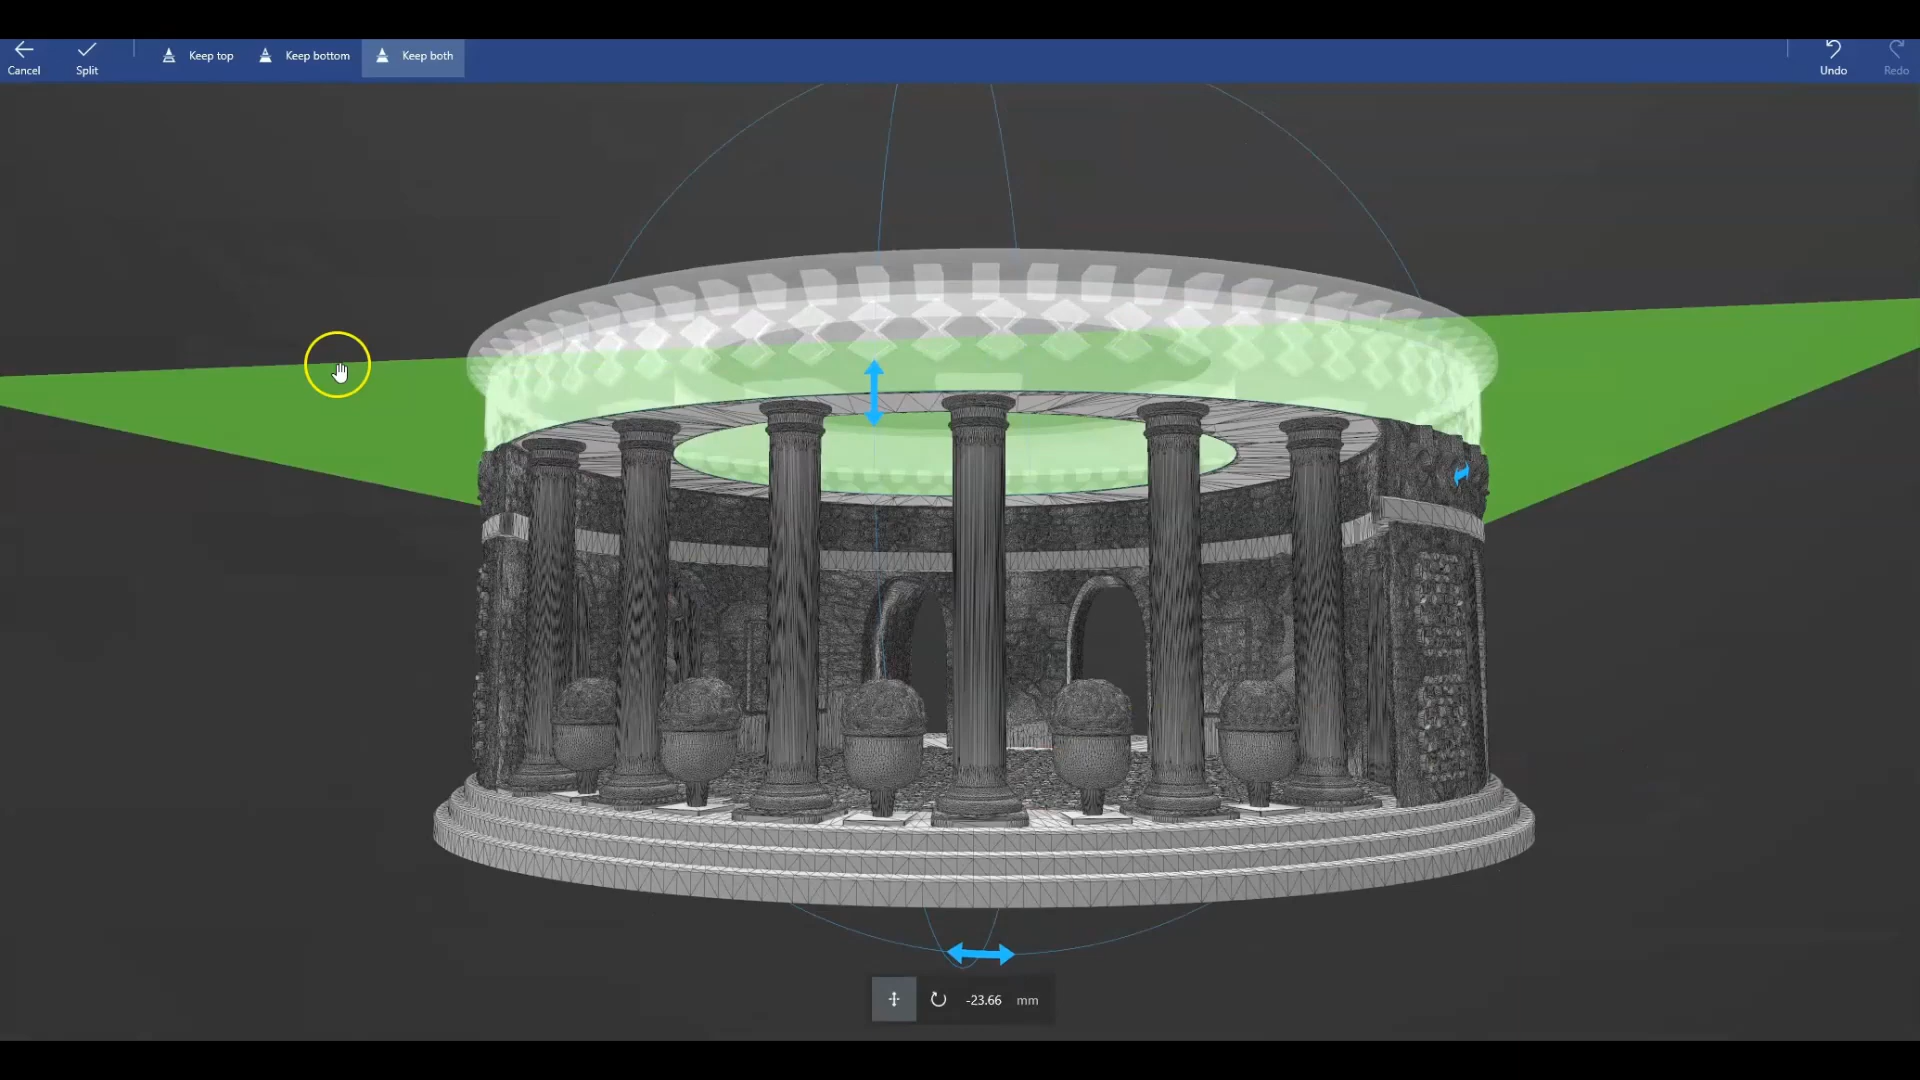 Cancel
Split
Keep top
Keep bottom
Keep both
Undo
Redo
-23.66 mm